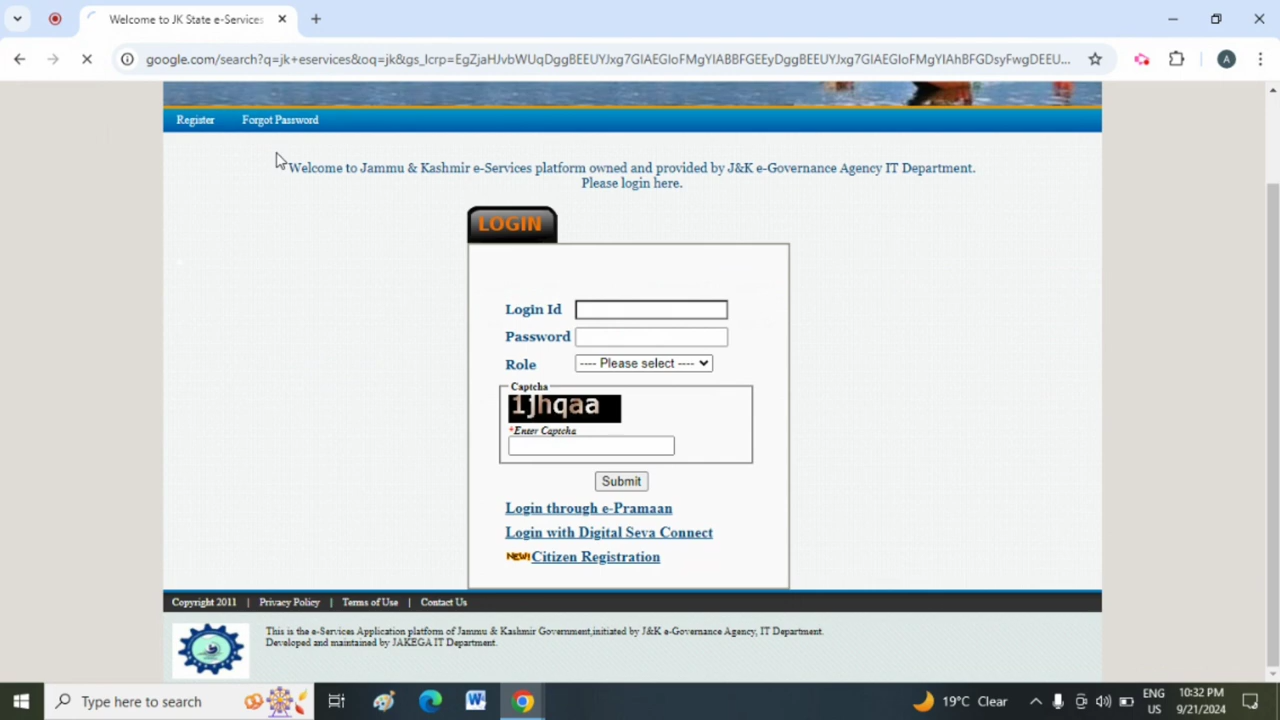 Welcome to JK State e-Services
google.com/search?q=jk+eservices&oq=jk&gs_lcrp=EgZjaHJvbWUqDggBEEUYJxg7GIAEGIoFMgYIABBFGEEyDggBEEUYJxg7GIAEGIoFMgYIAhBFGDsyFwgDEEU...
A
Register Forgot Password
Welcome to Jammu & Kashmir e-Services platform owned and provided by J&K e-Governance Agency IT Department.
Please login here.
LOGIN
Login Id
Password
Role ---- Please select ----
Captcha
1jhqaa
*Enter Captcha
Submit
Login through e-Pramaan
Login with Digital Seva Connect
NEW! Citizen Registration
Copyright 2011 | Privacy Policy | Terms of Use | Contact Us
This is the e-Services Application platform of Jammu & Kashmir Government,initiated by J&K e-Governance Agency, IT Department.
Developed and maintained by JAKEGA IT Department.
Type here to search
19°C Clear
ENG
US
10:32 PM
9/21/2024